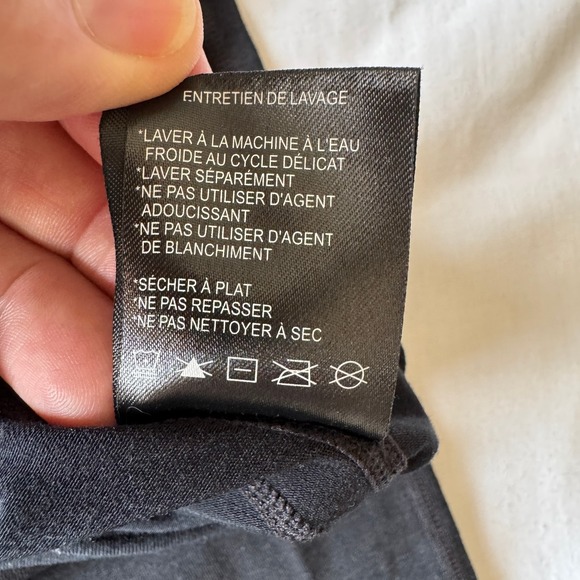 ENTRETIEN DE LAVAGE
*LAVER À LA MACHINE À L'EAU
FROIDE AU CYCLE DÉLICAT
*LAVER SÉPARÉMENT
*NE PAS UTILISER D'AGENT
ADOUCISSANT
*NE PAS UTILISER D'AGENT
DE BLANCHIMENT
*SÉCHER À PLAT
*NE PAS REPASSER
*NE PAS NETTOYER À SEC